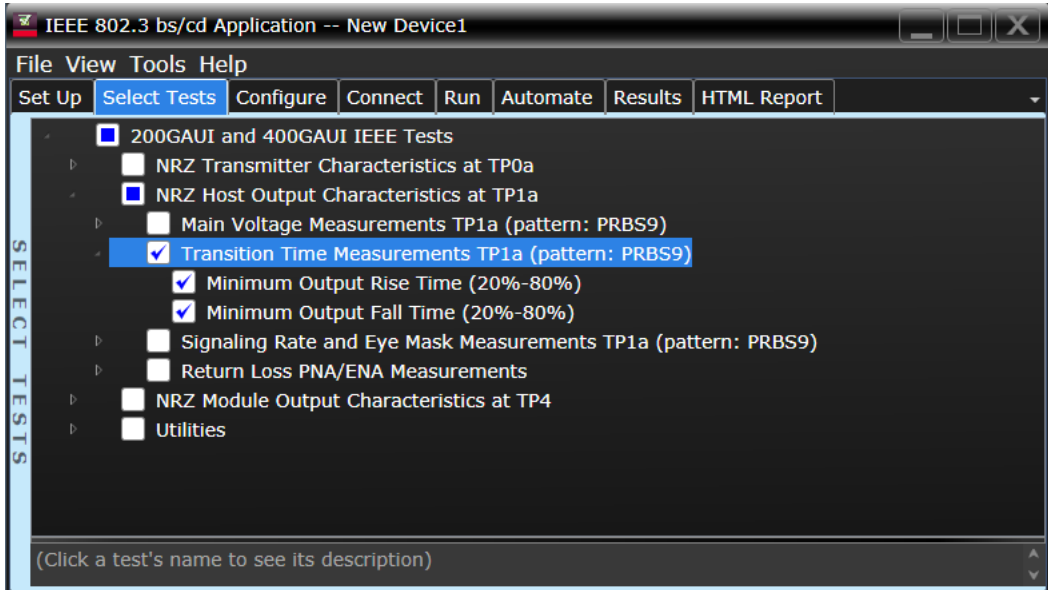 IEEE 802.3 bs/cd Application -- New Device1
File View Tools Help
Set Up Select Tests Configure Connect Run Automate Results HTML Report
200GAUI and 400GAUI IEEE Tests
NRZ Transmitter Characteristics at TP0a
NRZ Host Output Characteristics at TP1a
Main Voltage Measurements TP1a (pattern: PRBS9)
Transition Time Measurements TP1a (pattern: PRBS9)
Minimum Output Rise Time (20%-80%)
Minimum Output Fall Time (20%-80%)
Signaling Rate and Eye Mask Measurements TP1a (pattern: PRBS9)
Return Loss PNA/ENA Measurements
NRZ Module Output Characteristics at TP4
Utilities
SELECT TESTS
(Click a test's name to see its description)